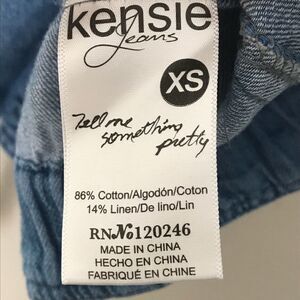 kensie
Jeans
XS
Tell me
something
pretty
86% Cotton/Algodón/Coton
14% Linen/De lino/Lin
RN№120246
MADE IN CHINA
HECHO EN CHINA
FABRIQUÉ EN CHINE